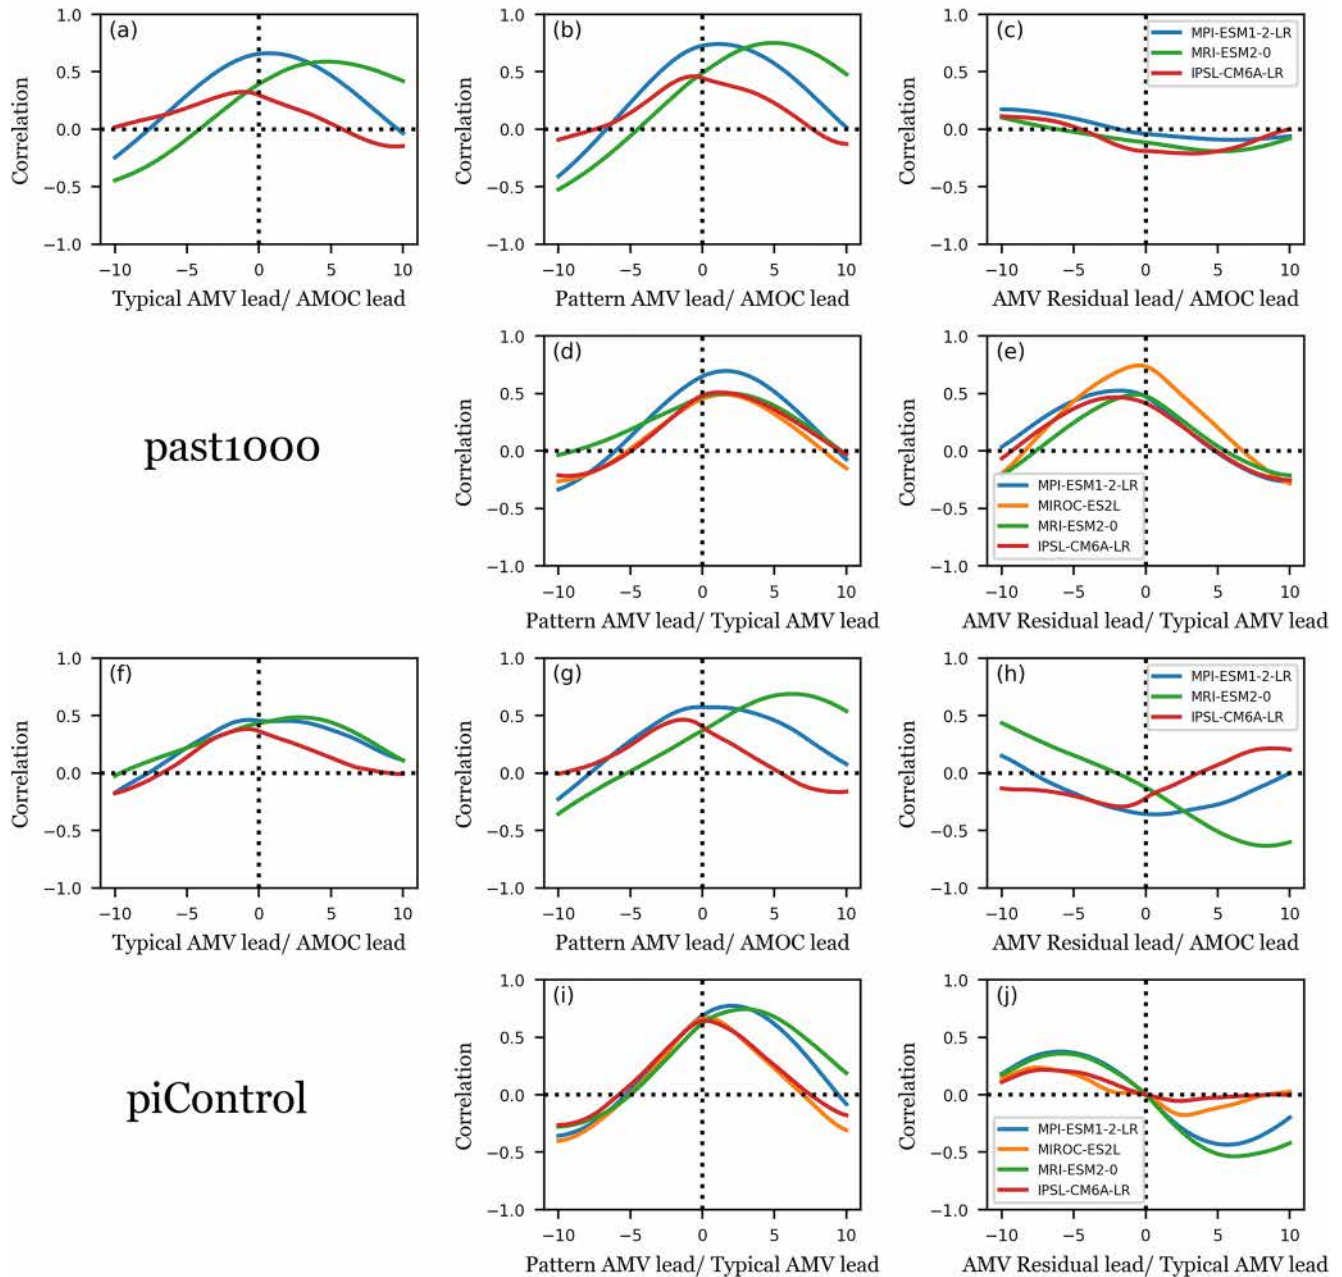 (a)
1.0
0.5
0.0
−0.5
−1.0
Correlation
−10 −5 0 5 10
Typical AMV lead/ AMOC lead
(b)
1.0
0.5
0.0
−0.5
−1.0
Correlation
−10 −5 0 5 10
Pattern AMV lead/ AMOC lead
(c)
MPI-ESM1-2-LR
MRI-ESM2-0
IPSL-CM6A-LR
1.0
0.5
0.0
−0.5
−1.0
Correlation
−10 −5 0 5 10
AMV Residual lead/ AMOC lead
past1000
(d)
1.0
0.5
0.0
−0.5
−1.0
Correlation
−10 −5 0 5 10
Pattern AMV lead/ Typical AMV lead
(e)
1.0
0.5
0.0
−0.5
−1.0
Correlation
MPI-ESM1-2-LR
MIROC-ES2L
MRI-ESM2-0
IPSL-CM6A-LR
−10 −5 0 5 10
AMV Residual lead/ Typical AMV lead
(f)
1.0
0.5
0.0
−0.5
−1.0
Correlation
−10 −5 0 5 10
Typical AMV lead/ AMOC lead
(g)
1.0
0.5
0.0
−0.5
−1.0
Correlation
−10 −5 0 5 10
Pattern AMV lead/ AMOC lead
(h)
MPI-ESM1-2-LR
MRI-ESM2-0
IPSL-CM6A-LR
1.0
0.5
0.0
−0.5
−1.0
Correlation
−10 −5 0 5 10
AMV Residual lead/ AMOC lead
piControl
(i)
1.0
0.5
0.0
−0.5
−1.0
Correlation
−10 −5 0 5 10
Pattern AMV lead/ Typical AMV lead
(j)
1.0
0.5
0.0
−0.5
−1.0
Correlation
MPI-ESM1-2-LR
MIROC-ES2L
MRI-ESM2-0
IPSL-CM6A-LR
−10 −5 0 5 10
AMV Residual lead/ Typical AMV lead